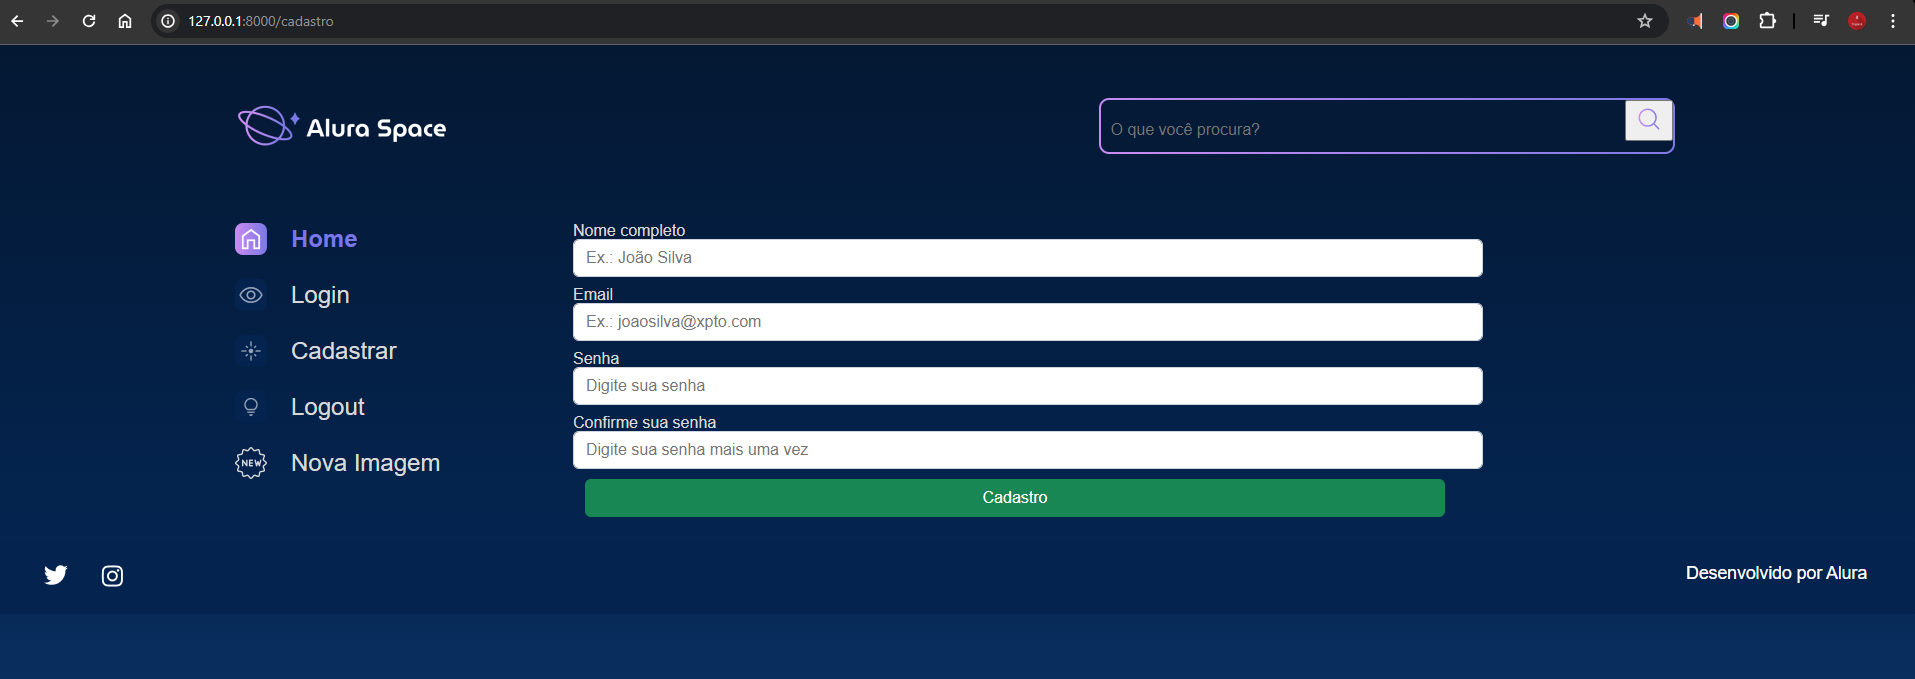 127.0.0.1:8000/cadastro
Alura Space
O que você procura?
Home
Login
Cadastrar
Logout
NEW
Nova Imagem
Nome completo
Ex.: João Silva
Email
Ex.: joaosilva@xpto.com
Senha
Digite sua senha
Confirme sua senha
Digite sua senha mais uma vez
Cadastro
Desenvolvido por Alura